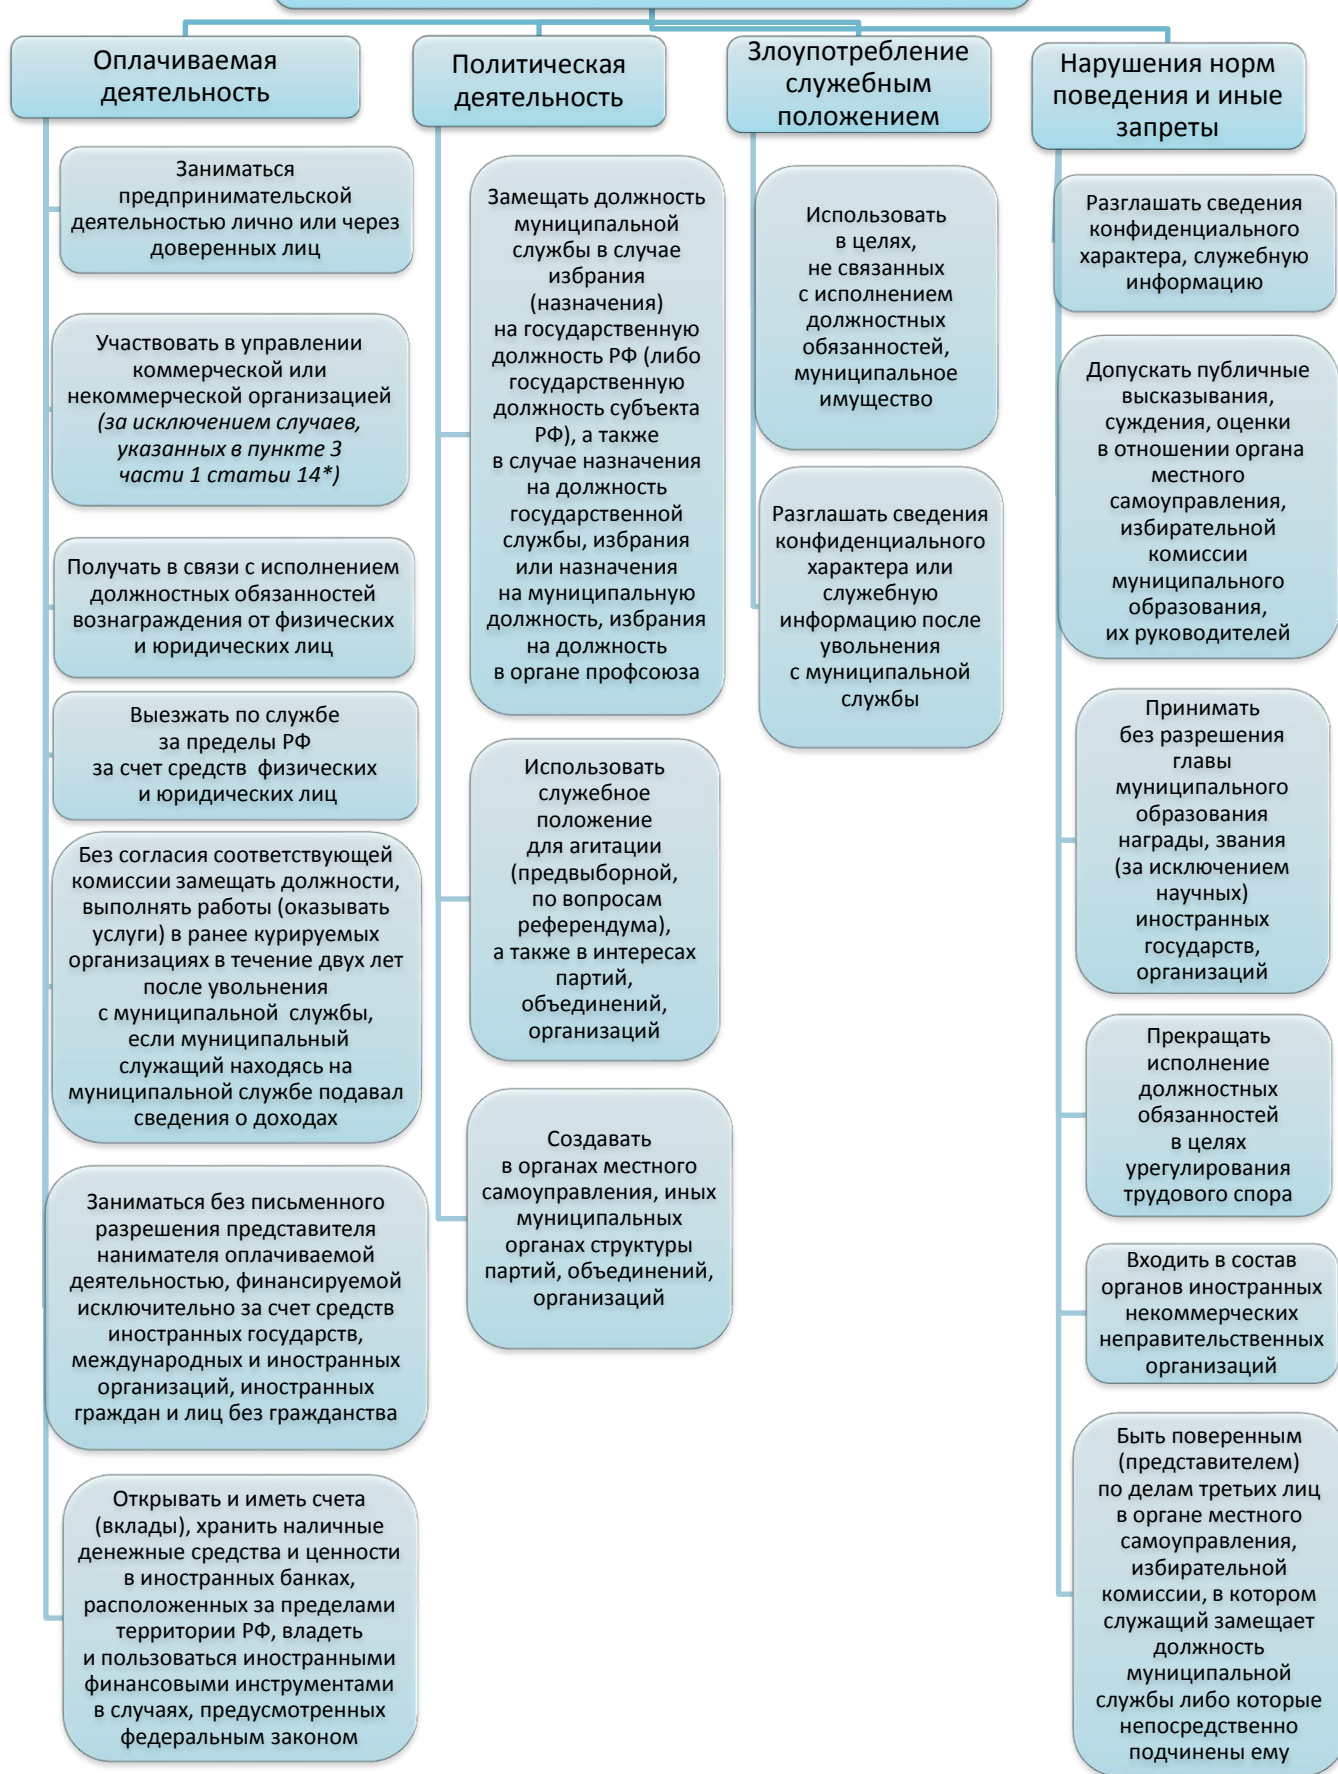 Оплачиваемая
деятельность
Заниматься
предпринимательской
деятельностью лично или через
доверенных лиц
Участвовать в управлении
коммерческой или
некоммерческой организацией
(за исключением случаев,
указанных в пункте 3
части 1 статьи 14*)
Получать в связи с исполнением
должностных обязанностей
вознаграждения от физических
и юридических лиц
Выезжать по службе
за пределы РФ
за счет средств физических
и юридических лиц
Без согласия соответствующей
комиссии замещать должности,
выполнять работы (оказывать
услуги) в ранее курируемых
организациях в течение двух лет
после увольнения
с муниципальной службы,
если муниципальный
служащий находясь на
муниципальной службе подавал
сведения о доходах
Заниматься без письменного
разрешения представителя
нанимателя оплачиваемой
деятельностью, финансируемой
исключительно за счет средств
иностранных государств,
международных и иностранных
организаций, иностранных
граждан и лиц без гражданства
Открывать и иметь счета
(вклады), хранить наличные
денежные средства и ценности
в иностранных банках,
расположенных за пределами
территории РФ, владеть
и пользоваться иностранными
финансовыми инструментами
в случаях, предусмотренных
федеральным законом
Политическая
деятельность
Замещать должность
муниципальной
службы в случае
избрания
(назначения)
на государственную
должность РФ (либо
государственную
должность субъекта
РФ), а также
в случае назначения
на должность
государственной
службы, избрания
или назначения
на муниципальную
должность, избрания
на должность
в органе профсоюза
Использовать
служебное
положение
для агитации
(предвыборной,
по вопросам
референдума),
а также в интересах
партий,
объединений,
организаций
Создавать
в органах местного
самоуправления, иных
муниципальных
органах структуры
партий, объединений,
организаций
Злоупотребление
служебным
положением
Использовать
в целях,
не связанных
с исполнением
должностных
обязанностей,
муниципальное
имущество
Разглашать сведения
конфиденциального
характера или
служебную
информацию после
увольнения
с муниципальной
службы
Нарушения норм
поведения и иные
запреты
Разглашать сведения
конфиденциального
характера, служебную
информацию
Допускать публичные
высказывания,
суждения, оценки
в отношении органа
местного
самоуправления,
избирательной
комиссии
муниципального
образования,
их руководителей
Принимать
без разрешения
главы
муниципального
образования
награды, звания
(за исключением
научных)
иностранных
государств,
организаций
Прекращать
исполнение
должностных
обязанностей
в целях
урегулирования
трудового спора
Входить в состав
органов иностранных
некоммерческих
неправительственных
организаций
Быть поверенным
(представителем)
по делам третьих лиц
в органе местного
самоуправления,
избирательной
комиссии, в котором
служащий замещает
должность
муниципальной
службы либо которые
непосредственно
подчинены ему